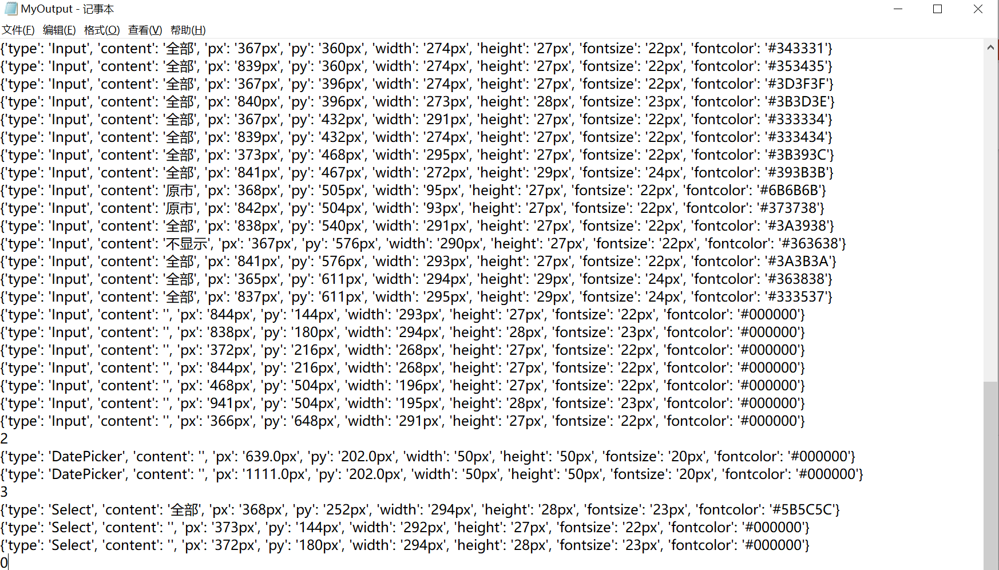 MyOutput - 记事本
文件(F) 编辑(E) 格式(O) 查看(V) 帮助(H)
{'type': 'Input', 'content': '全部', 'px': '367px', 'py': '360px', 'width': '274px', 'height': '27px', 'fontsize': '22px', 'fontcolor': '#343331'}
{'type': 'Input', 'content': '全部', 'px': '839px', 'py': '360px', 'width': '274px', 'height': '27px', 'fontsize': '22px', 'fontcolor': '#353435'}
{'type': 'Input', 'content': '全部', 'px': '367px', 'py': '396px', 'width': '274px', 'height': '27px', 'fontsize': '22px', 'fontcolor': '#3D3F3F'}
{'type': 'Input', 'content': '全部', 'px': '840px', 'py': '396px', 'width': '273px', 'height': '28px', 'fontsize': '23px', 'fontcolor': '#3B3D3E'}
{'type': 'Input', 'content': '全部', 'px': '367px', 'py': '432px', 'width': '291px', 'height': '27px', 'fontsize': '22px', 'fontcolor': '#333334'}
{'type': 'Input', 'content': '全部', 'px': '839px', 'py': '432px', 'width': '274px', 'height': '27px', 'fontsize': '22px', 'fontcolor': '#333434'}
{'type': 'Input', 'content': '全部', 'px': '373px', 'py': '468px', 'width': '295px', 'height': '27px', 'fontsize': '22px', 'fontcolor': '#3B393C'}
{'type': 'Input', 'content': '全部', 'px': '841px', 'py': '467px', 'width': '272px', 'height': '29px', 'fontsize': '24px', 'fontcolor': '#393B3B'}
{'type': 'Input', 'content': '原市', 'px': '368px', 'py': '505px', 'width': '95px', 'height': '27px', 'fontsize': '22px', 'fontcolor': '#6B6B6B'}
{'type': 'Input', 'content': '原市', 'px': '842px', 'py': '504px', 'width': '93px', 'height': '27px', 'fontsize': '22px', 'fontcolor': '#373738'}
{'type': 'Input', 'content': '全部', 'px': '838px', 'py': '540px', 'width': '291px', 'height': '27px', 'fontsize': '22px', 'fontcolor': '#3A3938'}
{'type': 'Input', 'content': '不显示', 'px': '367px', 'py': '576px', 'width': '290px', 'height': '27px', 'fontsize': '22px', 'fontcolor': '#363638'}
{'type': 'Input', 'content': '全部', 'px': '841px', 'py': '576px', 'width': '293px', 'height': '27px', 'fontsize': '22px', 'fontcolor': '#3A3B3A'}
{'type': 'Input', 'content': '全部', 'px': '365px', 'py': '611px', 'width': '294px', 'height': '29px', 'fontsize': '24px', 'fontcolor': '#363838'}
{'type': 'Input', 'content': '全部', 'px': '837px', 'py': '611px', 'width': '295px', 'height': '29px', 'fontsize': '24px', 'fontcolor': '#333537'}
{'type': 'Input', 'content': '', 'px': '844px', 'py': '144px', 'width': '293px', 'height': '27px', 'fontsize': '22px', 'fontcolor': '#000000'}
{'type': 'Input', 'content': '', 'px': '838px', 'py': '180px', 'width': '294px', 'height': '28px', 'fontsize': '23px', 'fontcolor': '#000000'}
{'type': 'Input', 'content': '', 'px': '372px', 'py': '216px', 'width': '268px', 'height': '27px', 'fontsize': '22px', 'fontcolor': '#000000'}
{'type': 'Input', 'content': '', 'px': '844px', 'py': '216px', 'width': '268px', 'height': '27px', 'fontsize': '22px', 'fontcolor': '#000000'}
{'type': 'Input', 'content': '', 'px': '468px', 'py': '504px', 'width': '196px', 'height': '27px', 'fontsize': '22px', 'fontcolor': '#000000'}
{'type': 'Input', 'content': '', 'px': '941px', 'py': '504px', 'width': '195px', 'height': '28px', 'fontsize': '23px', 'fontcolor': '#000000'}
{'type': 'Input', 'content': '', 'px': '366px', 'py': '648px', 'width': '291px', 'height': '27px', 'fontsize': '22px', 'fontcolor': '#000000'}
2
{'type': 'DatePicker', 'content': '', 'px': '639.0px', 'py': '202.0px', 'width': '50px', 'height': '50px', 'fontsize': '20px', 'fontcolor': '#000000'}
{'type': 'DatePicker', 'content': '', 'px': '1111.0px', 'py': '202.0px', 'width': '50px', 'height': '50px', 'fontsize': '20px', 'fontcolor': '#000000'}
3
{'type': 'Select', 'content': '全部', 'px': '368px', 'py': '252px', 'width': '294px', 'height': '28px', 'fontsize': '23px', 'fontcolor': '#5B5C5C'}
{'type': 'Select', 'content': '', 'px': '373px', 'py': '144px', 'width': '292px', 'height': '27px', 'fontsize': '22px', 'fontcolor': '#000000'}
{'type': 'Select', 'content': '', 'px': '372px', 'py': '180px', 'width': '294px', 'height': '28px', 'fontsize': '23px', 'fontcolor': '#000000'}
0